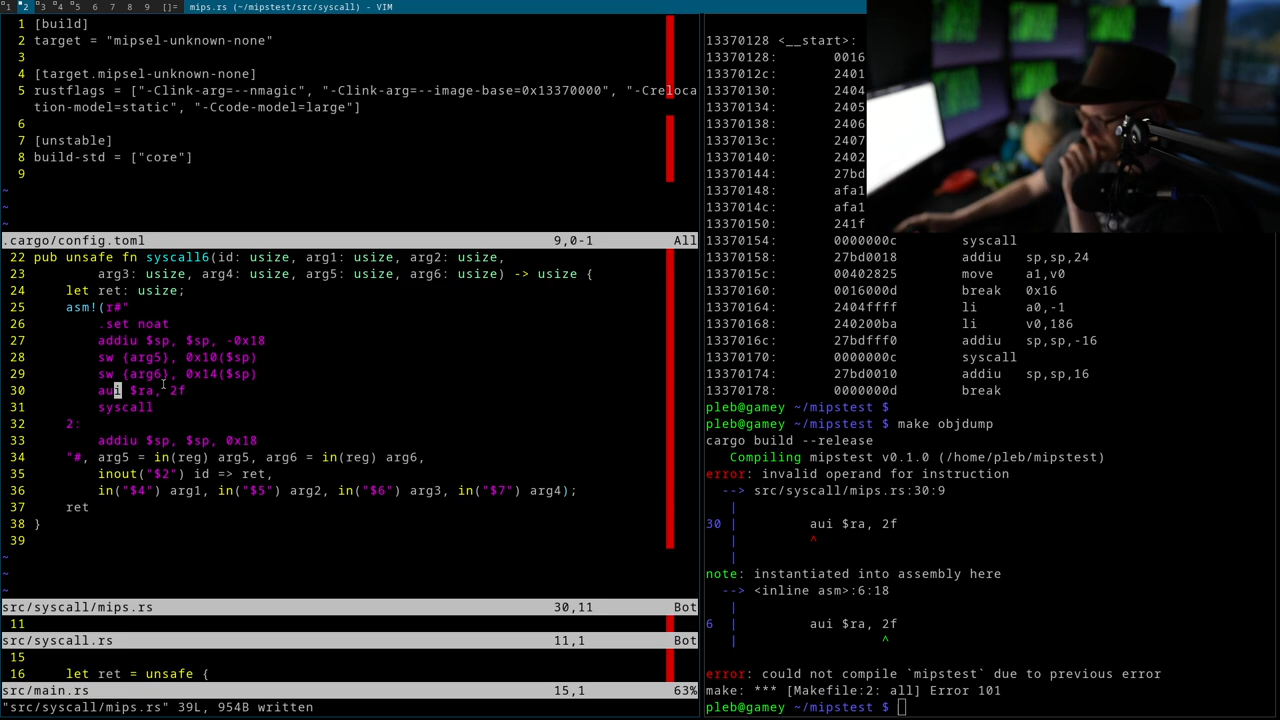 1 2 3 4 5 6 7 8 9 []= mips.rs (~/mipstest/src/syscall) - VIM
1 [build]
2 target = "mipsel-unknown-none"
3
4 [target.mipsel-unknown-none]
5 rustflags = ["-Clink-arg=--nmagic", "-Clink-arg=--image-base=0x13370000", "-Creloca
tion-model=static", "-Ccode-model=large"]
6
7 [unstable]
8 build-std = ["core"]
9
~
~
~
.cargo/config.toml 9,0-1 All
22 pub unsafe fn syscall6(id: usize, arg1: usize, arg2: usize,
23 arg3: usize, arg4: usize, arg5: usize, arg6: usize) -> usize {
24 let ret: usize;
25 asm!(r#"
26 .set noat
27 addiu $sp, $sp, -0x18
28 sw {arg5}, 0x10($sp)
29 sw {arg6}, 0x14($sp)
30 aui $ra, 2f
31 syscall
32 2:
33 addiu $sp, $sp, 0x18
34 "#, arg5 = in(reg) arg5, arg6 = in(reg) arg6,
35 inout("$2") id => ret,
36 in("$4") arg1, in("$5") arg2, in("$6") arg3, in("$7") arg4);
37 ret
38 }
39
~
~
~
src/syscall/mips.rs 30,11 Bot
11
src/syscall.rs 11,1 Bot
15
16 let ret = unsafe {
src/main.rs 15,1 63%
"src/syscall/mips.rs" 39L, 954B written
13370128 <__start>:
13370128: 0016
1337012c: 2401
13370130: 2404
13370134: 2405
13370138: 2406
1337013c: 2407
13370140: 2402
13370144: 27bd
13370148: afa1
1337014c: afa1
13370150: 241f
13370154: 0000000c syscall
13370158: 27bd0018 addiu sp,sp,24
1337015c: 00402825 move a1,v0
13370160: 0016000d break 0x16
13370164: 2404ffff li a0,-1
13370168: 240200ba li v0,186
1337016c: 27bdfff0 addiu sp,sp,-16
13370170: 0000000c syscall
13370174: 27bd0010 addiu sp,sp,16
13370178: 0000000d break
pleb@gamey ~/mipstest $
pleb@gamey ~/mipstest $ make objdump
cargo build --release
Compiling mipstest v0.1.0 (/home/pleb/mipstest)
error: invalid operand for instruction
--> src/syscall/mips.rs:30:9
|
30 | aui $ra, 2f
| ^
|
note: instantiated into assembly here
--> <inline asm>:6:18
|
6 | aui $ra, 2f
| ^
error: could not compile `mipstest` due to previous error
make: *** [Makefile:2: all] Error 101
pleb@gamey ~/mipstest $